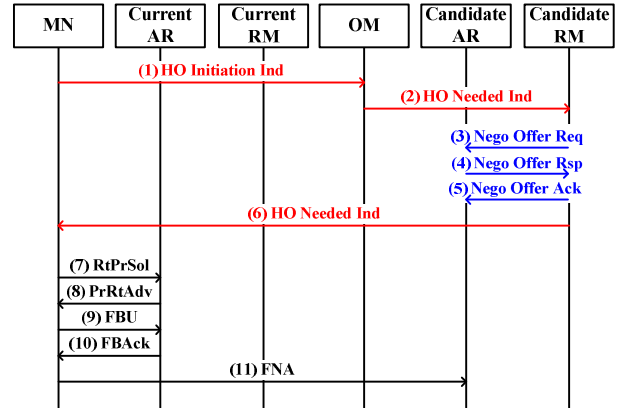 MN
Current
AR
Current
RM
OM
Candidate
AR
Candidate
RM
(1) HO Initiation Ind
(2) HO Needed Ind
(3) Nego Offer Req
(4) Nego Offer Rsp
(5) Nego Offer Ack
(6) HO Needed Ind
(7) RtPrSol
(8) PrRtAdv
(9) FBU
(10) FBAck
(11) FNA